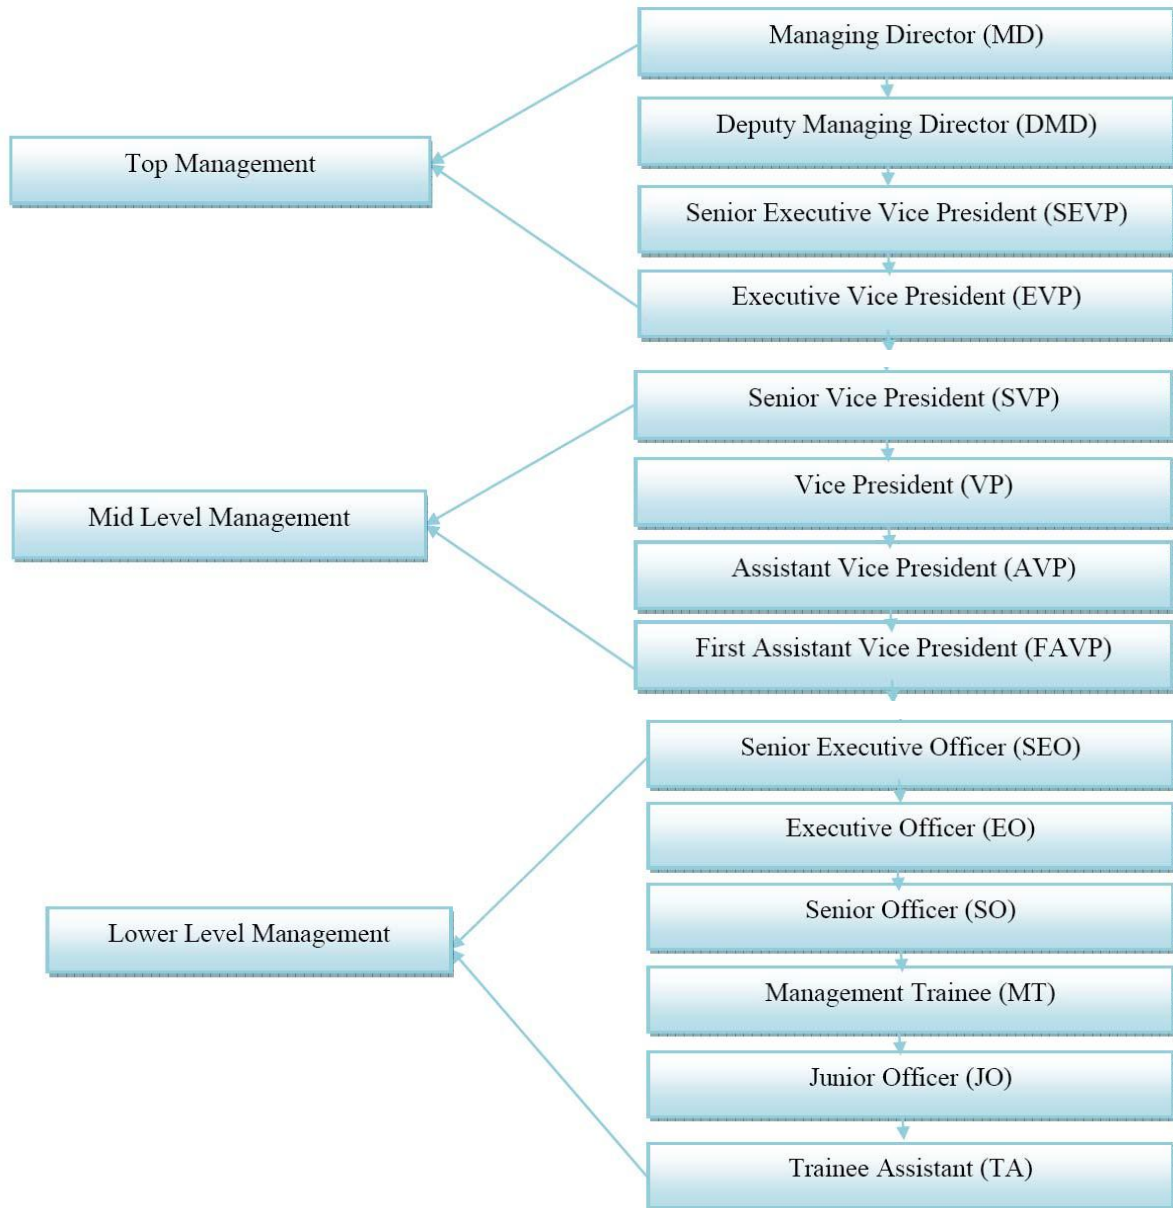 Managing Director (MD)
Deputy Managing Director (DMD)
Top Management
Senior Executive Vice President (SEVP)
Executive Vice President (EVP)
Senior Vice President (SVP)
Vice President (VP)
Mid Level Management
Assistant Vice President (AVP)
First Assistant Vice President (FAVP)
Senior Executive Officer (SEO)
Executive Officer (EO)
Senior Officer (SO)
Lower Level Management
Management Trainee (MT)
Junior Officer (JO)
Trainee Assistant (TA)